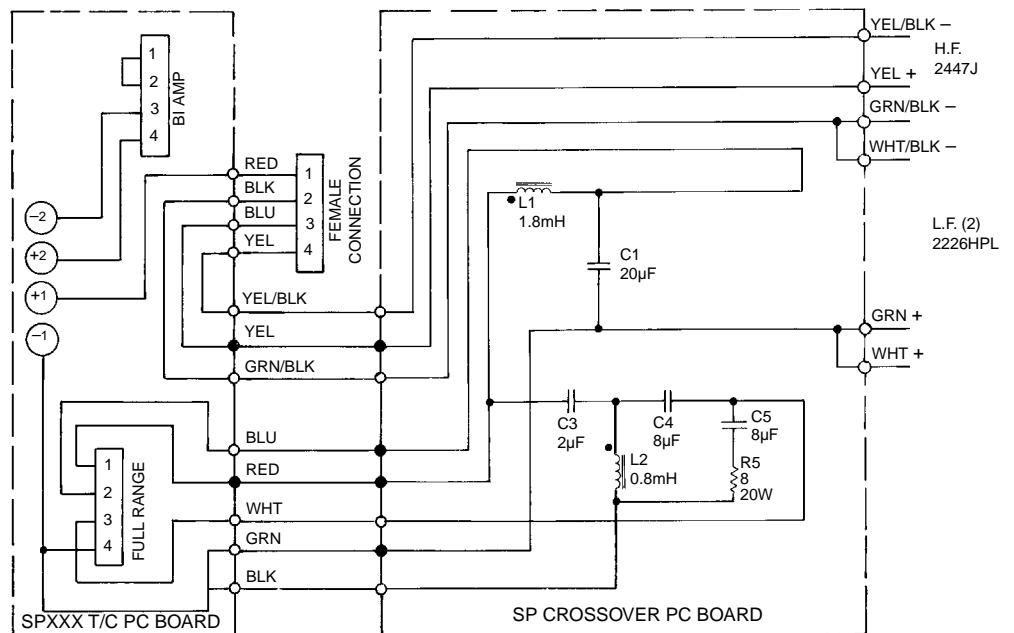 1
2
3
4
BI AMP
−2
+2
+1
−1
RED
BLK
BLU
YEL
1
2
3
4
FEMALE
CONNECTION
YEL/BLK
YEL
GRN/BLK
BLU
RED
WHT
GRN
BLK
1
2
3
4
FULL RANGE
SPXXX T/C PC BOARD
YEL/BLK −
H.F.
2447J
YEL +
GRN/BLK −
WHT/BLK −
L1
1.8mH
C1
20µF
L.F. (2)
2226HPL
GRN +
WHT +
C3
2µF
C4
8µF
C5
8µF
L2
0.8mH
R5
8
20W
SP CROSSOVER PC BOARD